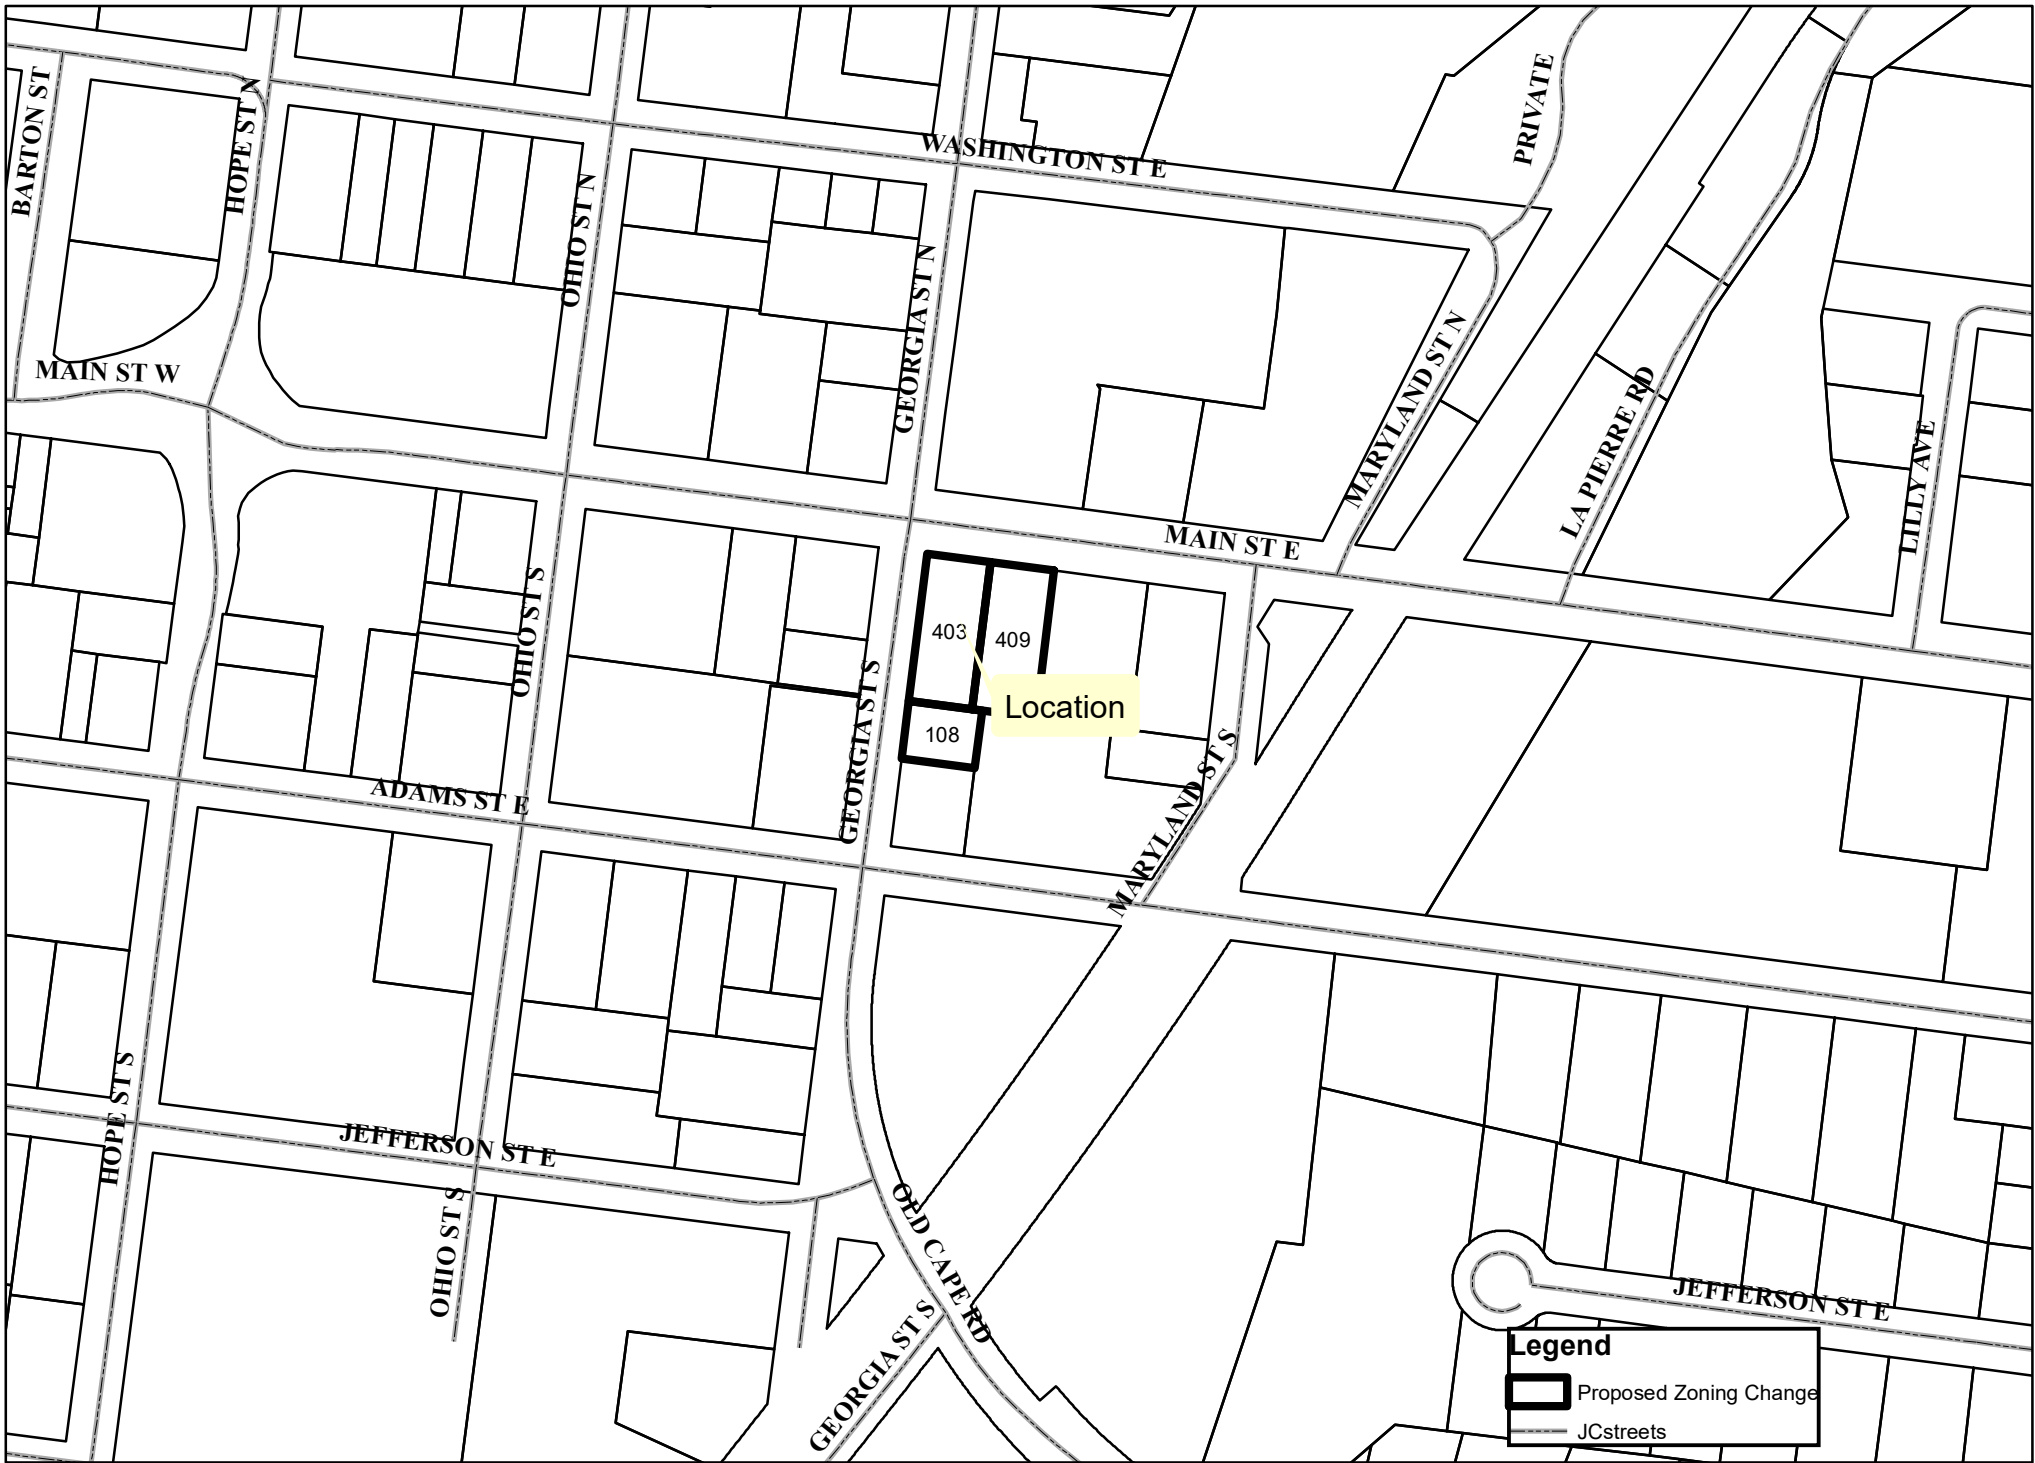 BARTON ST
HOPE ST N
OHIO ST N
WASHINGTON ST E
PRIVATE
GEORGIA ST N
MARYLAND ST N
LA PIERRE RD
LILLY AVE
MAIN ST W
MAIN ST E
OHIO ST S
403
409
Location
108
GEORGIA ST S
MARYLAND ST S
ADAMS ST E
HOPE ST S
JEFFERSON ST E
OHIO ST S
OLD CAPE RD
GEORGIA ST S
JEFFERSON ST E
Legend
Proposed Zoning Change
JCstreets